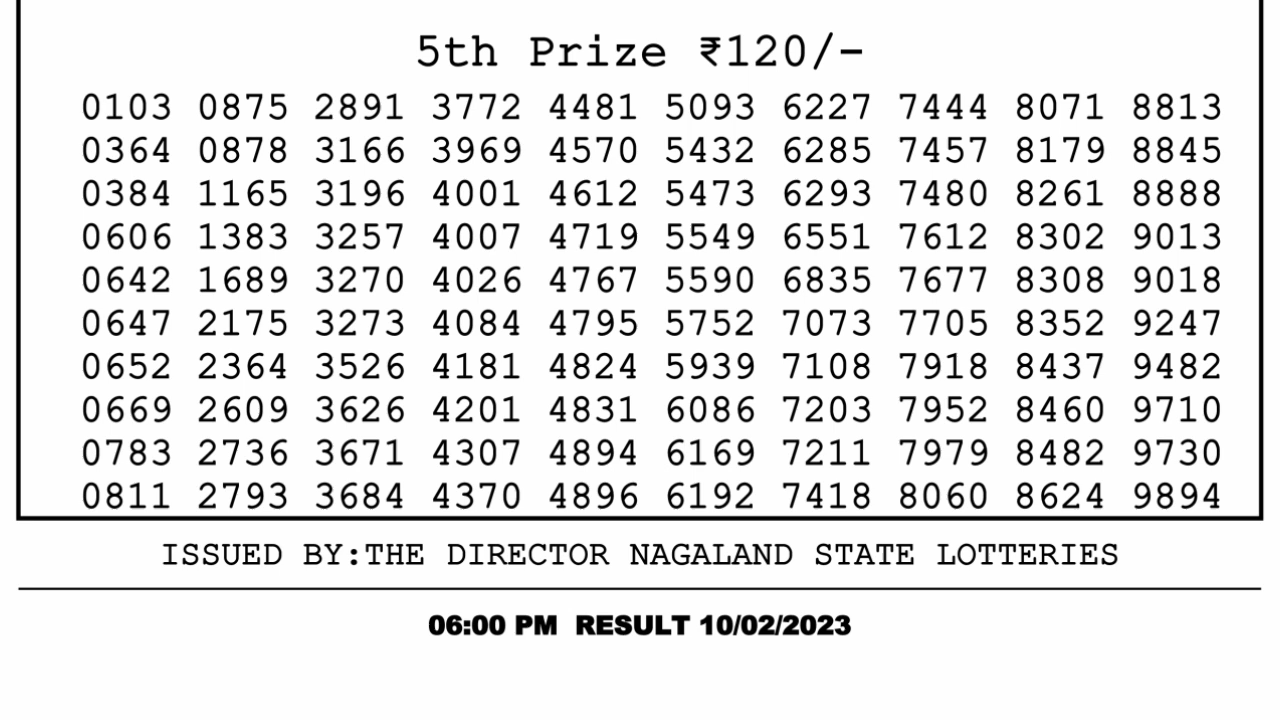 5th Prize ₹120/-
0103 0875 2891 3772 4481 5093 6227 7444 8071 8813
0364 0878 3166 3969 4570 5432 6285 7457 8179 8845
0384 1165 3196 4001 4612 5473 6293 7480 8261 8888
0606 1383 3257 4007 4719 5549 6551 7612 8302 9013
0642 1689 3270 4026 4767 5590 6835 7677 8308 9018
0647 2175 3273 4084 4795 5752 7073 7705 8352 9247
0652 2364 3526 4181 4824 5939 7108 7918 8437 9482
0669 2609 3626 4201 4831 6086 7203 7952 8460 9710
0783 2736 3671 4307 4894 6169 7211 7979 8482 9730
0811 2793 3684 4370 4896 6192 7418 8060 8624 9894
ISSUED BY:THE DIRECTOR NAGALAND STATE LOTTERIES
06:00 PM RESULT 10/02/2023